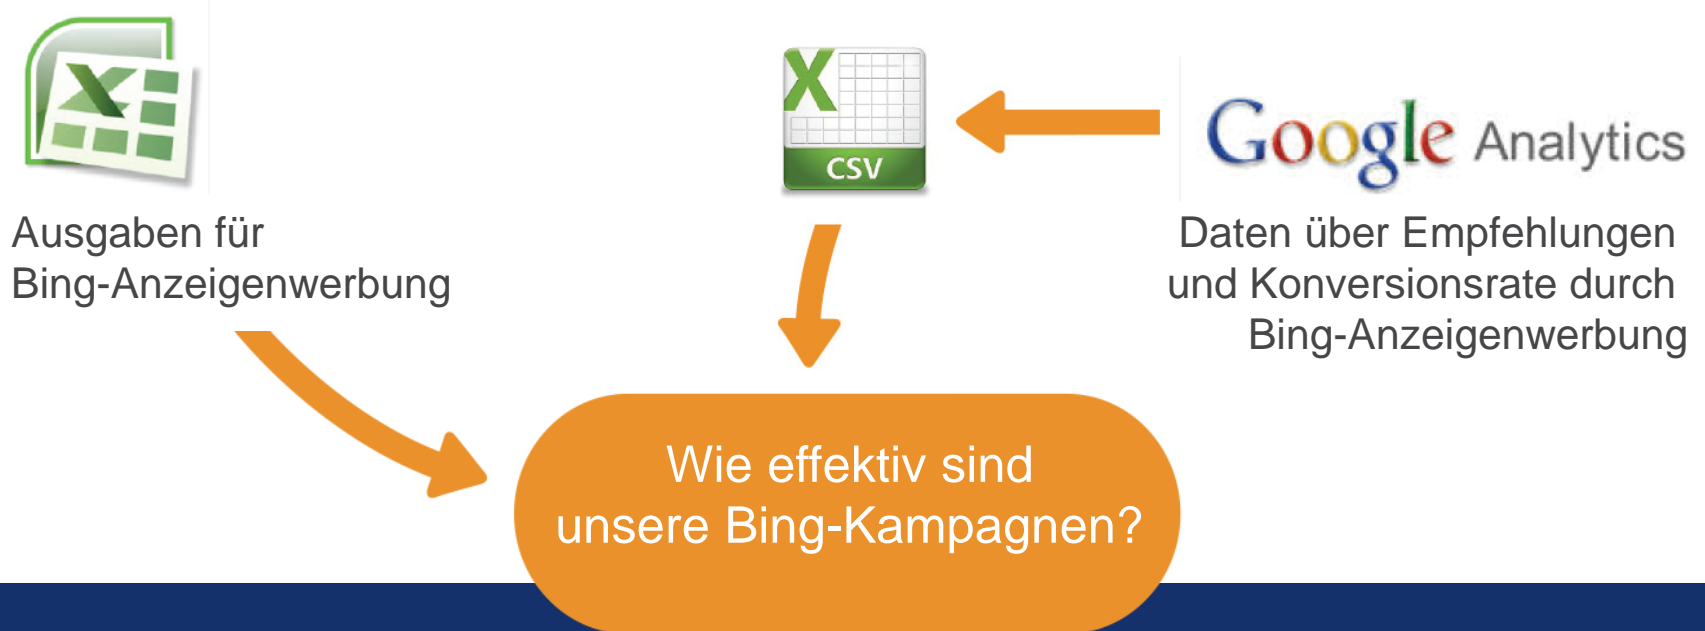 X
X
CSV
Google Analytics
Ausgaben für
Bing-Anzeigenwerbung
Daten über Empfehlungen
und Konversionsrate durch
Bing-Anzeigenwerbung
Wie effektiv sind
unsere Bing-Kampagnen?